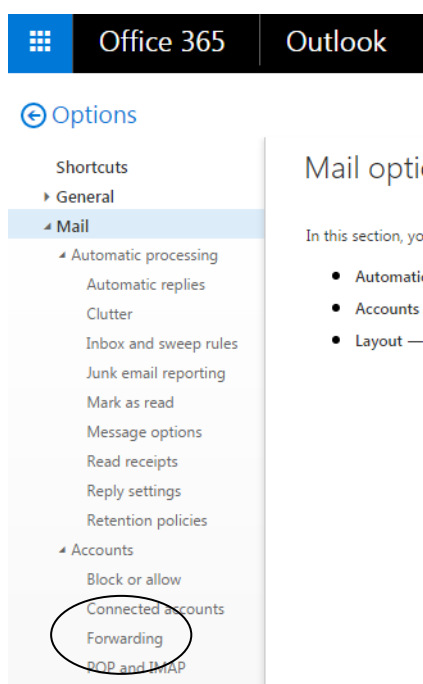 Office 365 Outlook
Options
Shortcuts
General
Mail
Automatic processing
Automatic replies
Clutter
Inbox and sweep rules
Junk email reporting
Mark as read
Message options
Read receipts
Reply settings
Retention policies
Accounts
Block or allow
Connected accounts
Forwarding
POP and IMAP
Mail opti
In this section, yo
Automatic
Accounts
Layout —